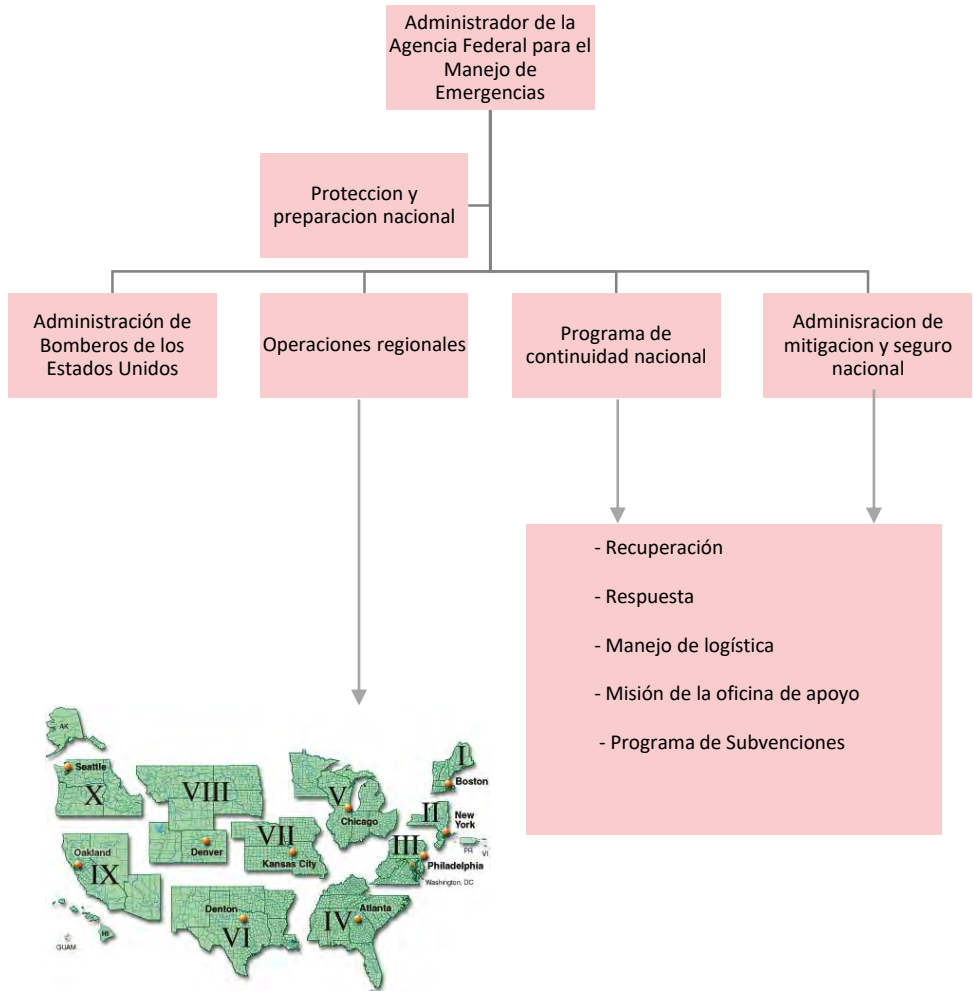 Administrador de la
Agencia Federal para el
Manejo de
Emergencias
Proteccion y
preparacion nacional
Administración de
Bomberos de los
Estados Unidos
Operaciones regionales
Programa de
continuidad nacional
Adminisracion de
mitigacion y seguro
nacional
- Recuperación
- Respuesta
- Manejo de logística
- Misión de la oficina de apoyo
- Programa de Subvenciones
AK
Seattle
X
VIII
V
Chicago
I
Boston
II
New
York
PR
VI
III
Philadelphia
Washington, DC
Oakland
IX
Denver
VII
Kansas City
Denton
VI
IV
Atlanta
GUAM
HI